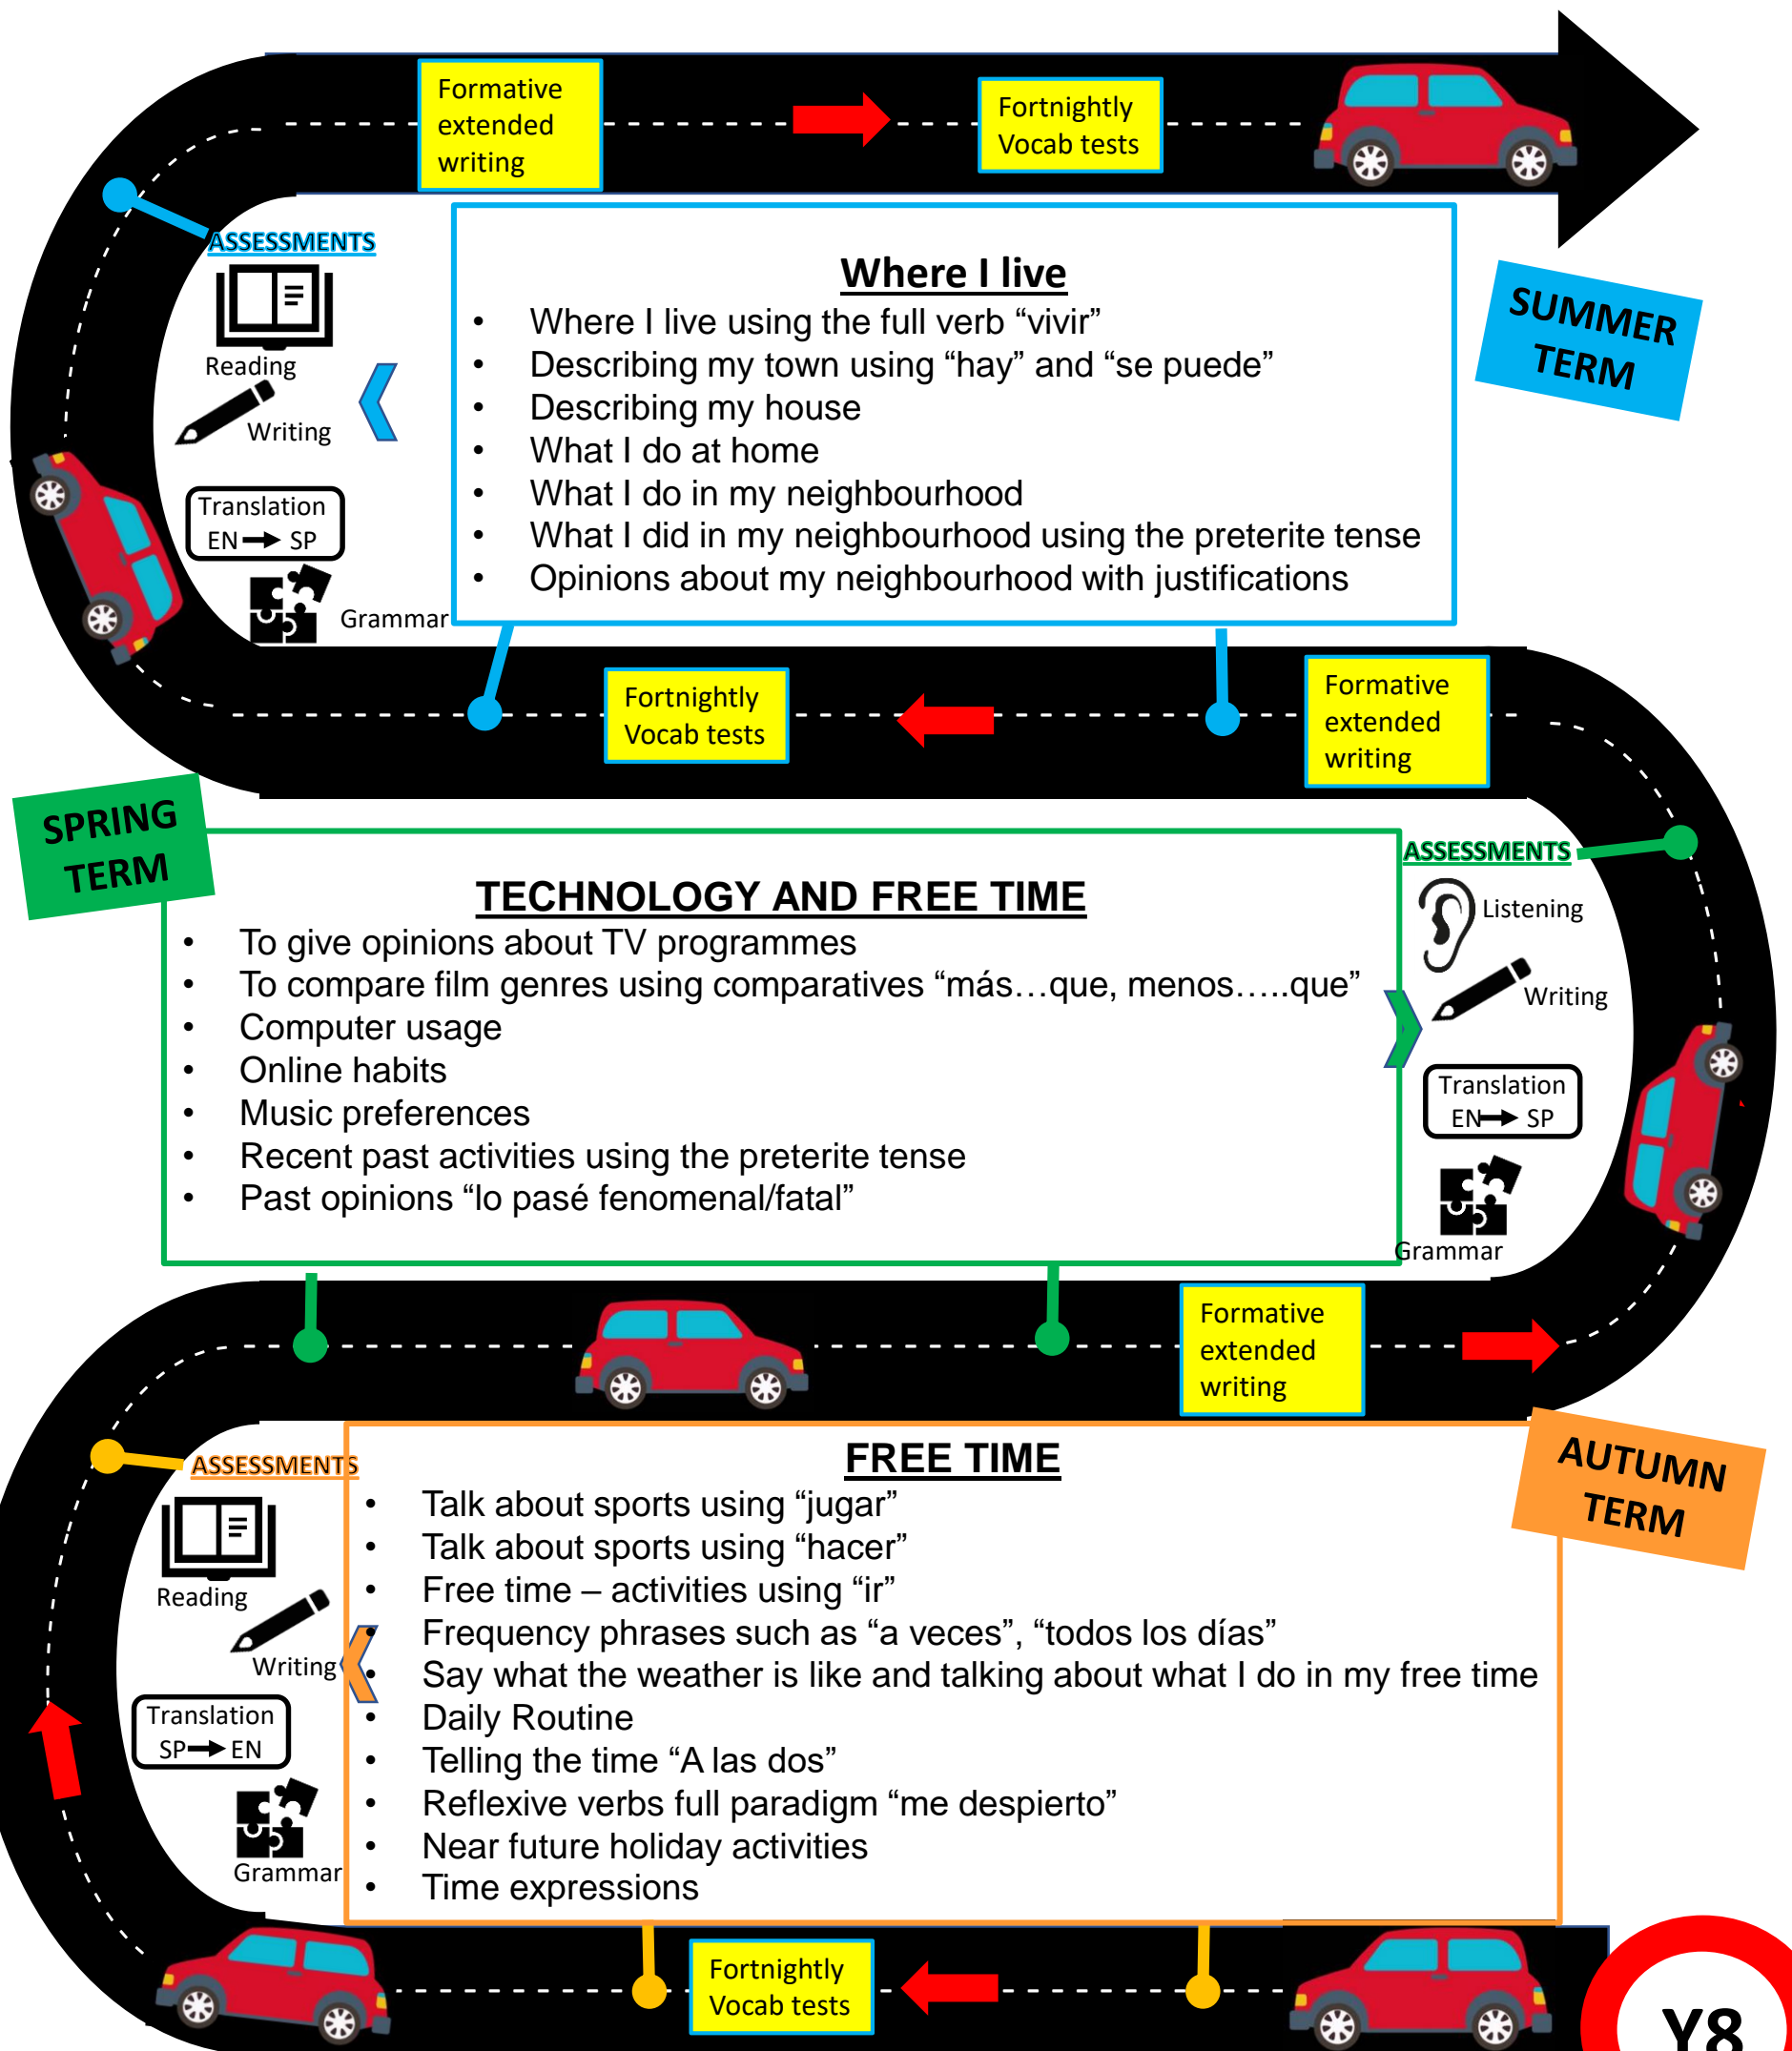 Formative
extended
writing
Fortnightly
Vocab tests
ASSESSMENTS
Reading
Writing
Translation
EN SP
Grammar
Where I live
• Where I live using the full verb “vivir”
• Describing my town using “hay” and “se puede”
• Describing my house
• What I do at home
• What I do in my neighbourhood
• What I did in my neighbourhood using the preterite tense
• Opinions about my neighbourhood with justifications
SUMMER
TERM
Fortnightly
Vocab tests
Formative
extended
writing
SPRING
TERM
TECHNOLOGY AND FREE TIME
• To give opinions about TV programmes
• To compare film genres using comparatives “más…que, menos…..que”
• Computer usage
• Online habits
• Music preferences
• Recent past activities using the preterite tense
• Past opinions “lo pasé fenomenal/fatal”
ASSESSMENTS
Listening
Writing
Translation
EN SP
Grammar
Formative
extended
writing
ASSESSMENTS
Reading
Writing
Translation
SP EN
Grammar
FREE TIME
• Talk about sports using “jugar”
• Talk about sports using “hacer”
• Free time – activities using “ir”
• Frequency phrases such as “a veces”, “todos los días”
• Say what the weather is like and talking about what I do in my free time
• Daily Routine
• Telling the time “A las dos”
• Reflexive verbs full paradigm “me despierto”
• Near future holiday activities
• Time expressions
AUTUMN
TERM
Fortnightly
Vocab tests
Y8